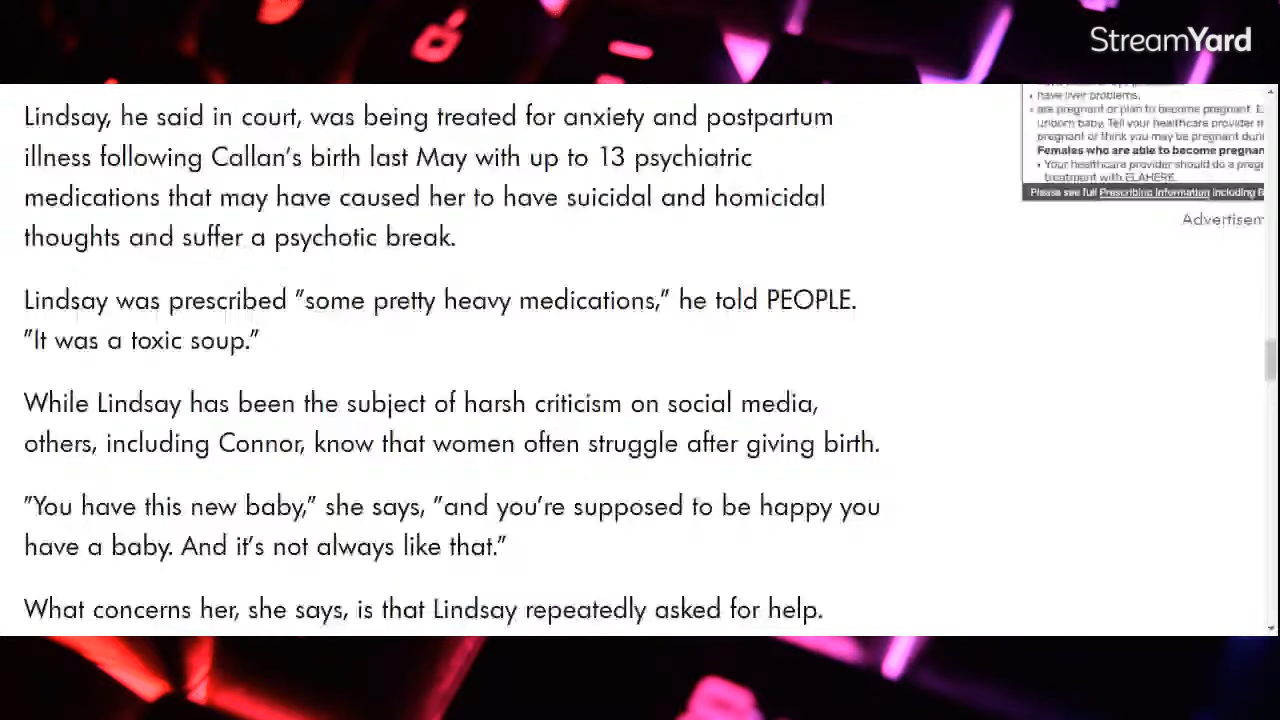 StreamYard
Lindsay, he said in court, was being treated for anxiety and postpartum
illness following Callan's birth last May with up to 13 psychiatric
medications that may have caused her to have suicidal and homicidal
thoughts and suffer a psychotic break.
Lindsay was prescribed "some pretty heavy medications," he told PEOPLE.
"It was a toxic soup."
While Lindsay has been the subject of harsh criticism on social media,
others, including Connor, know that women often struggle after giving birth.
"You have this new baby," she says, "and you're supposed to be happy you
have a baby. And it's not always like that."
What concerns her, she says, is that Lindsay repeatedly asked for help.
• have liver problems.
• are pregnant or plan to become pregnant.
unborn baby. Tell your healthcare provider
pregnant or think you may be pregnant
Females who are able to become
• Your healthcare provider should do a
treatment with ELAHERE.
Please see full Prescribing Information including